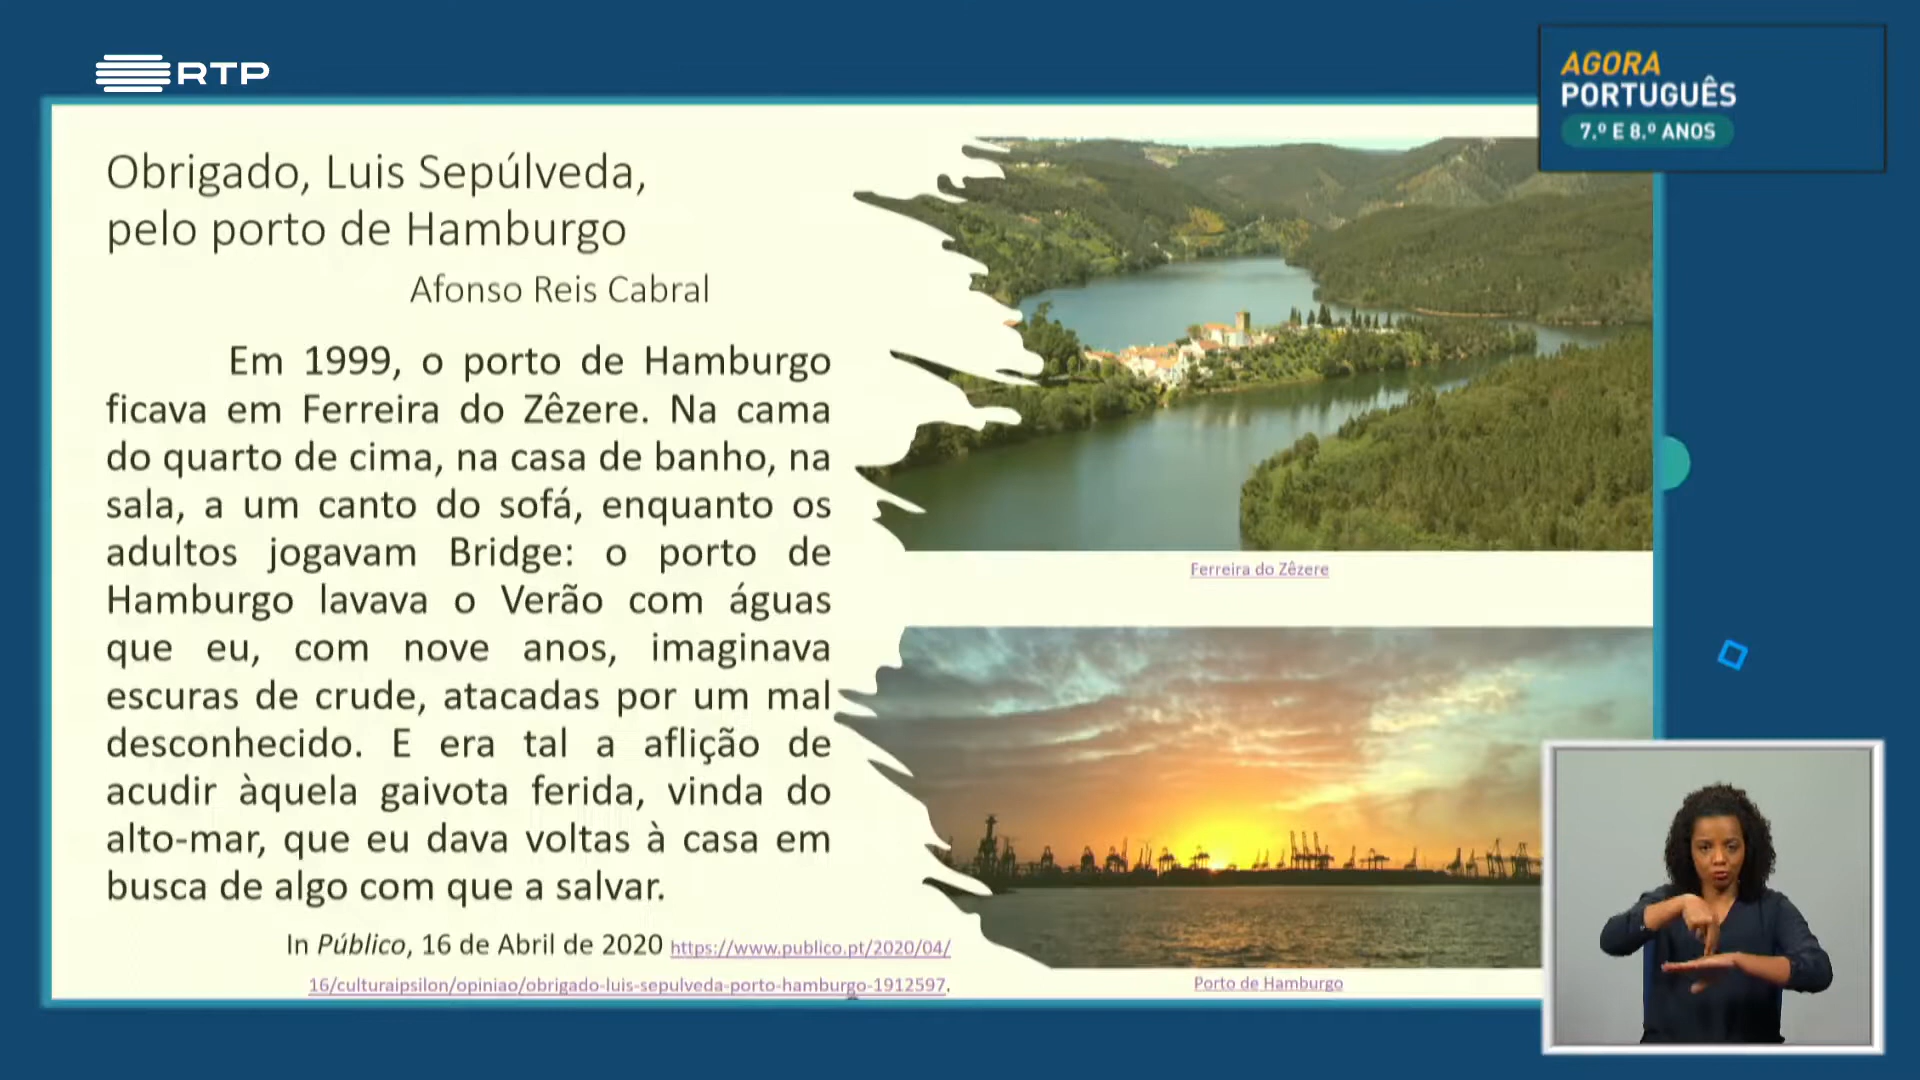 RTP
AGORA
PORTUGUÊS
7.º E 8.º ANOS
Obrigado, Luis Sepúlveda,
pelo porto de Hamburgo
Afonso Reis Cabral
Em 1999, o porto de Hamburgo
ficava em Ferreira do Zêzere. Na cama
do quarto de cima, na casa de banho, na
sala, a um canto do sofá, enquanto os
adultos jogavam Bridge: o porto de
Hamburgo lavava o Verão com águas
que eu, com nove anos, imaginava
escuras de crude, atacadas por um mal
desconhecido. E era tal a aflição de
acudir àquela gaivota ferida, vinda do
alto-mar, que eu dava voltas à casa em
busca de algo com que a salvar.
In Público, 16 de Abril de 2020 https://www.publico.pt/2020/04/
16/culturaipsilon/opiniao/obrigado-luis-sepulveda-porto-hamburgo-1912597,
Ferreira do Zêzere
Porto de Hamburgo